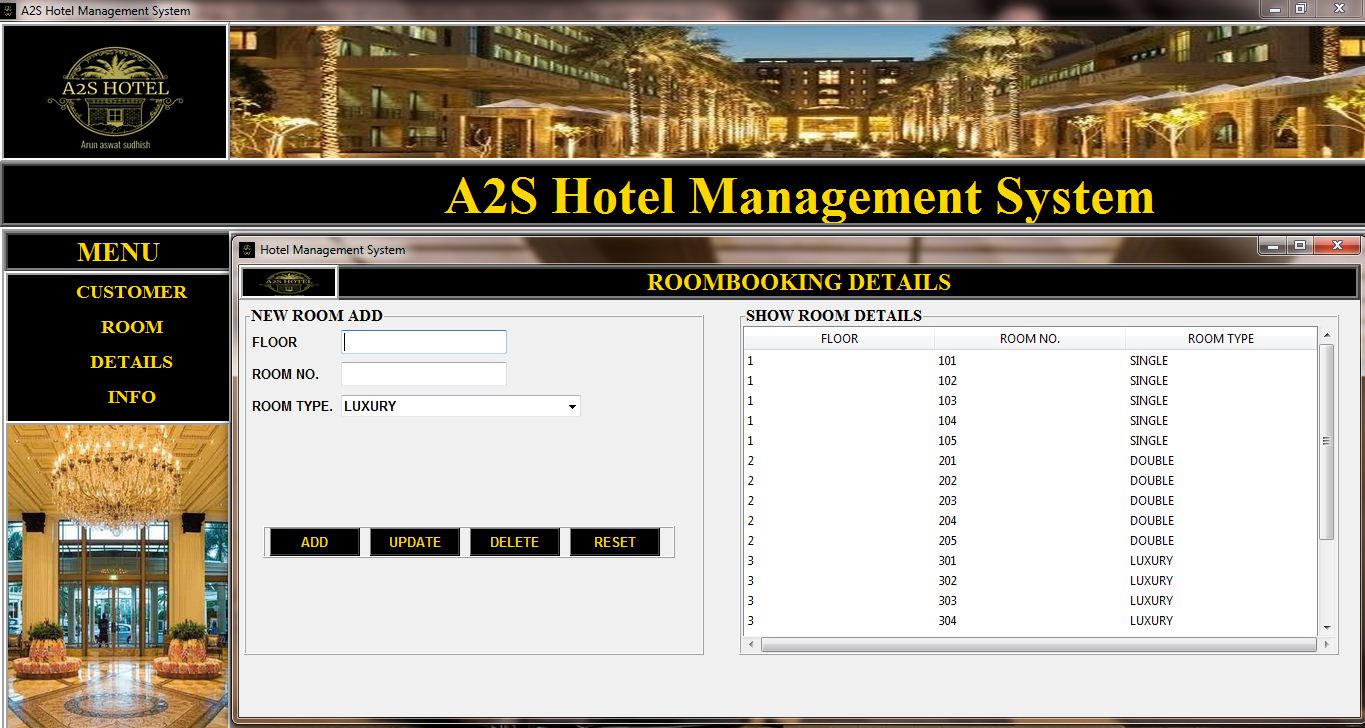 A2S Hotel Management System
A2S HOTEL
Arun aswat sudhish
A2S Hotel Management System
MENU
CUSTOMER
ROOM
DETAILS
INFO
Hotel Management System
A2S HOTEL
ROOMBOOKING DETAILS
NEW ROOM ADD
FLOOR
ROOM NO.
ROOM TYPE. LUXURY
ADD UPDATE DELETE RESET
SHOW ROOM DETAILS
FLOOR ROOM NO. ROOM TYPE
1 101 SINGLE
1 102 SINGLE
1 103 SINGLE
1 104 SINGLE
1 105 SINGLE
2 201 DOUBLE
2 202 DOUBLE
2 203 DOUBLE
2 204 DOUBLE
2 205 DOUBLE
3 301 LUXURY
3 302 LUXURY
3 303 LUXURY
3 304 LUXURY